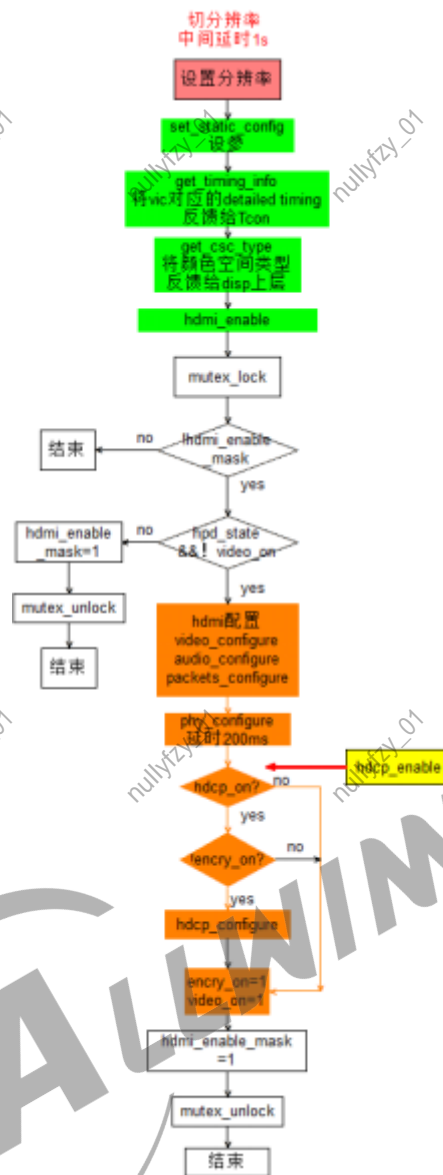 切分辨率
中间延时1s
设置分辨率
set_static_config
设参
get_timing_info
将vic对应的detailed timing
反馈给Tcon
get_csc_type
将颜色空间类型
反馈给disp上层
hdmi_enable
mutex_lock
!hdmi_enable
_mask
no
结束
yes
hpd_state
&&! video_on
no
hdmi_enable
_mask=1
mutex_unlock
结束
yes
hdmi配置
video_configure
audio_configure
packets_configure
phy_configure
延时200ms
hdcp_enable
hdcp_on?
no
yes
!encry_on?
no
yes
hdcp_configure
encry_on=1
video_on=1
hdmi_enable_mask
=1
mutex_unlock
结束
nullyfzy_01
nullyfzy_01
nullyfzy_01
nullyfzy_01
ALLWIN